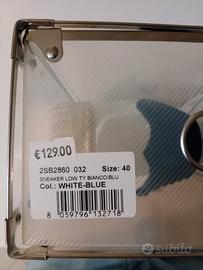 €129.00
2SB2860 032 Size: 40
SNEAKER LOW TY BIANCO/BLU
Col.: WHITE-BLUE
8 059796 132718
subito